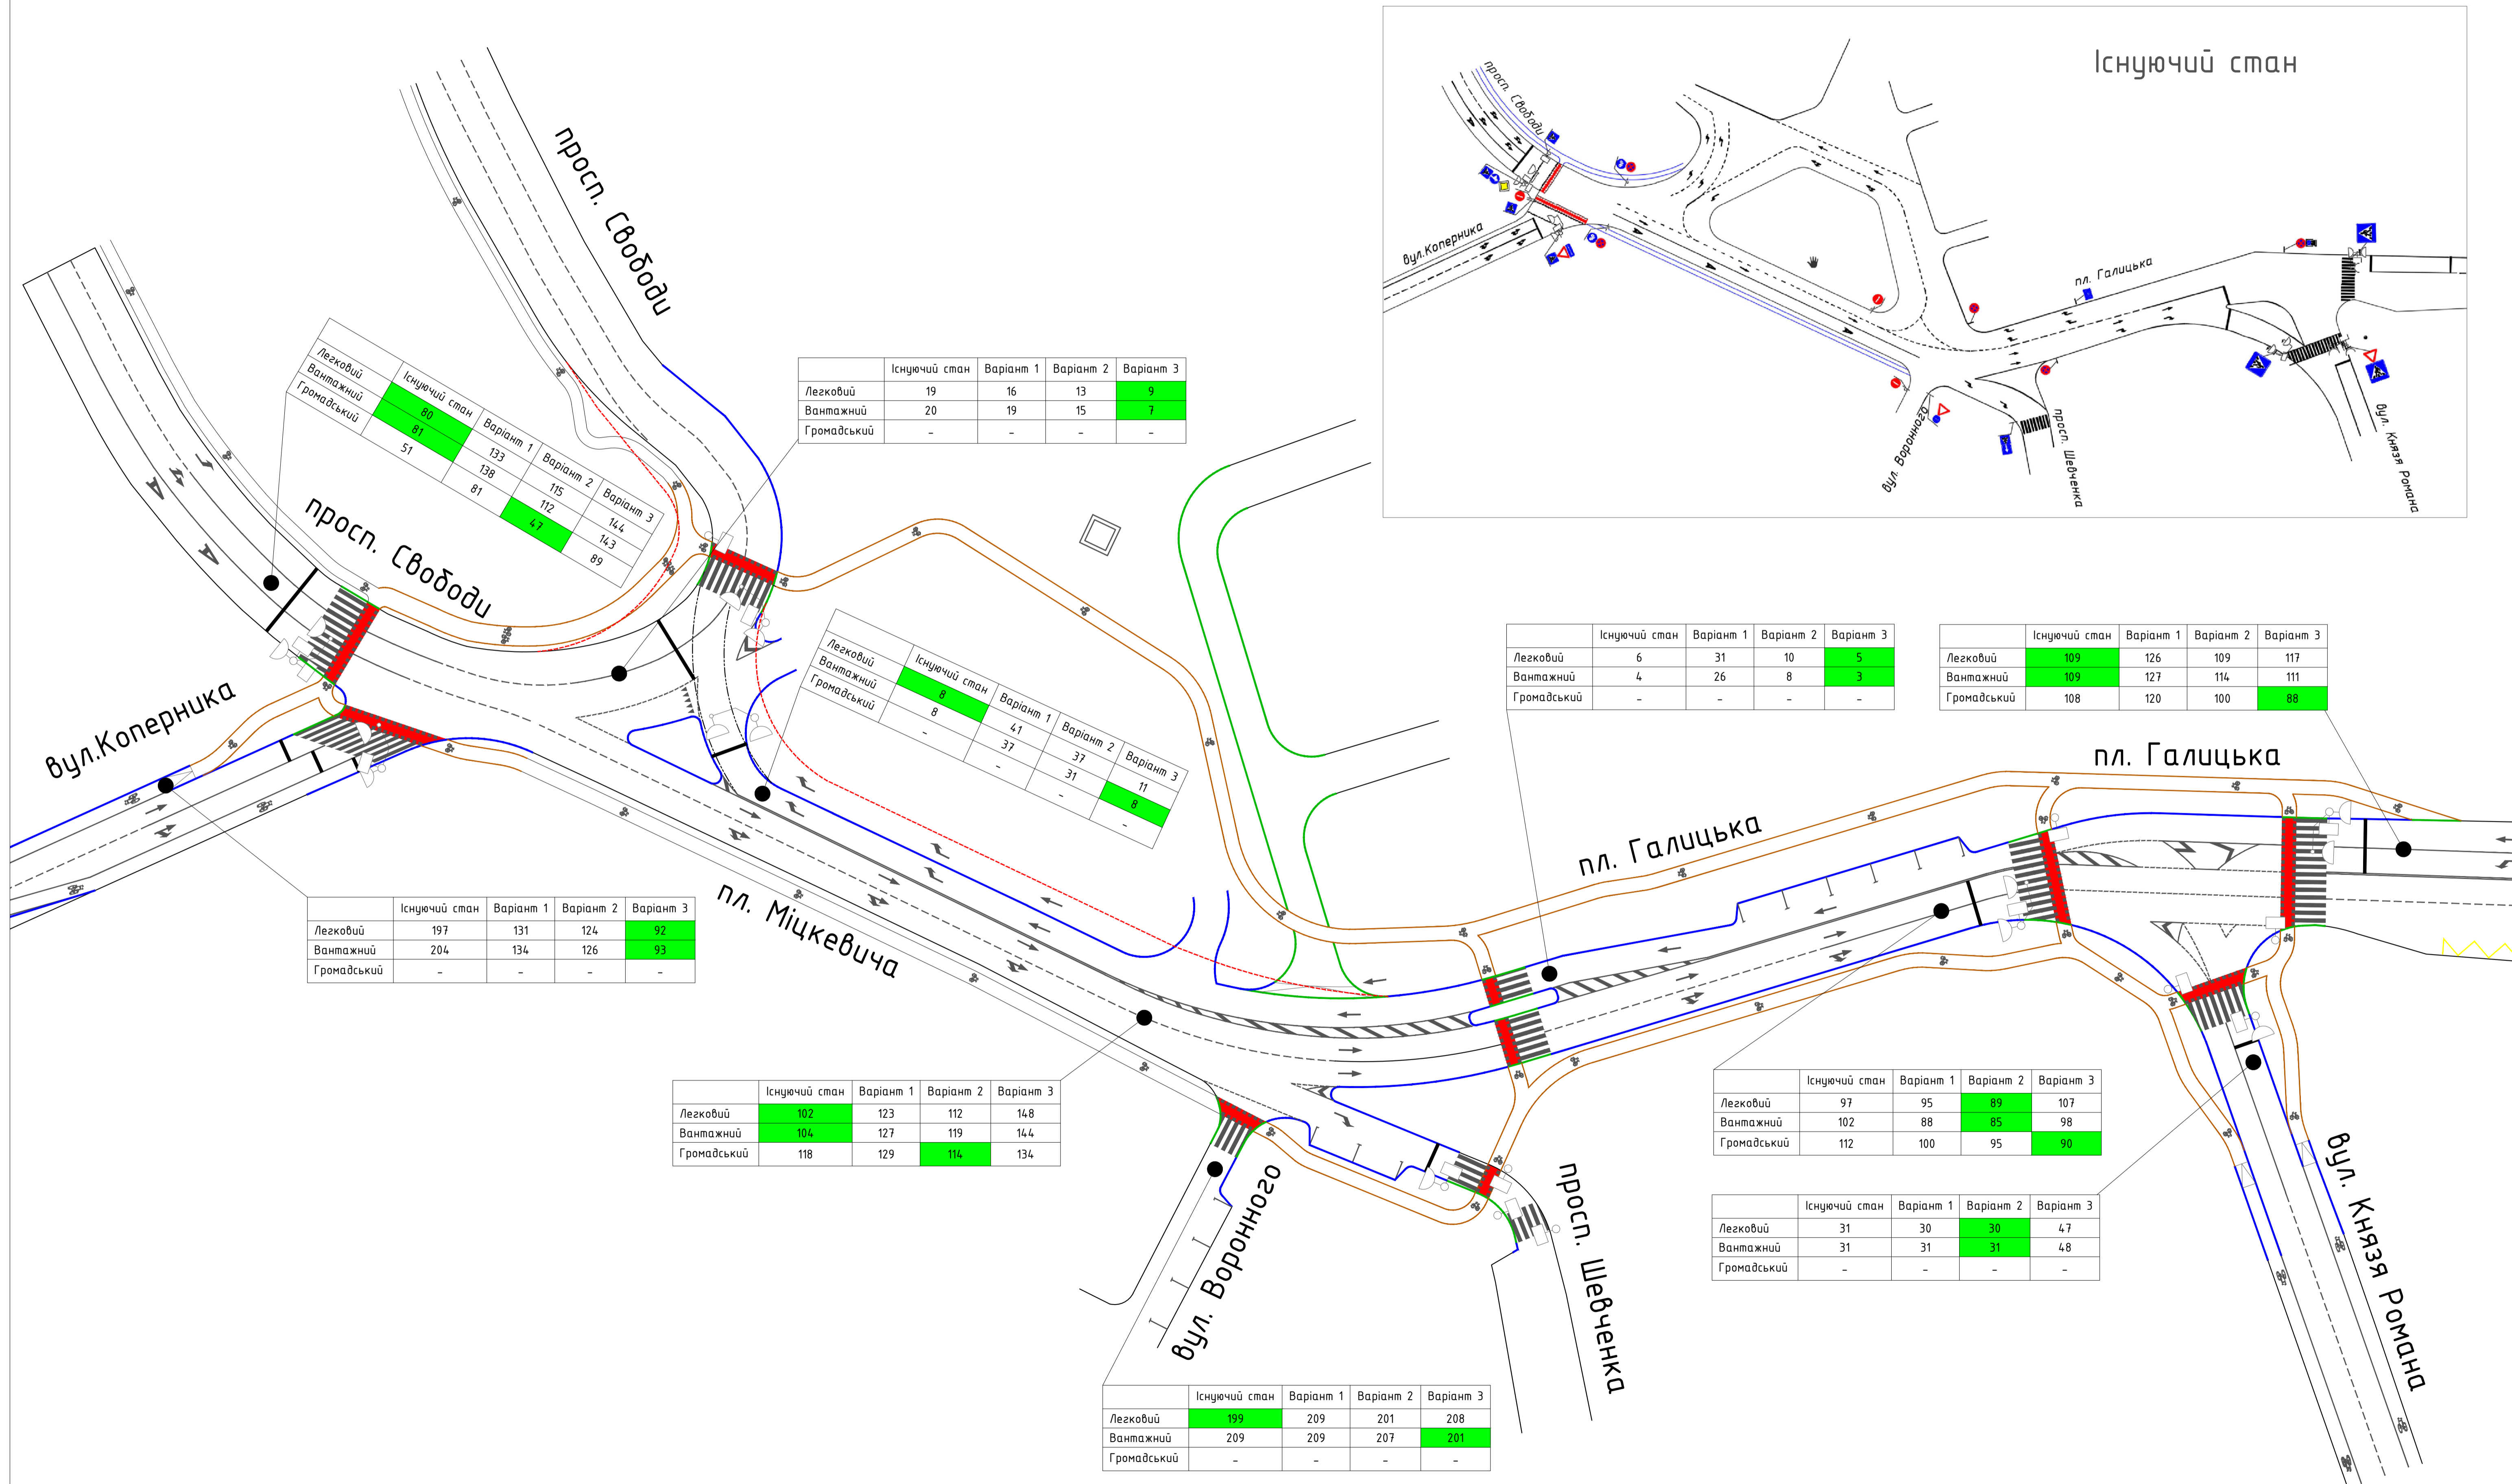 Існуючий стан
просп. Свободи
вул.Коперника
пл. Галицька
вул. Вороного
просп. Шевченка
вул. Князя Романа
просп. Свободи
Існуючий стан Варіант 1 Варіант 2 Варіант 3
Легковий 80 133 115 144
Вантажний 81 138 112 143
Громадський 51 81 47 89
Існуючий стан Варіант 1 Варіант 2 Варіант 3
Легковий 19 16 13 9
Вантажний 20 19 15 7
Громадський – – – –
просп. Свободи
Існуючий стан Варіант 1 Варіант 2 Варіант 3
Легковий 8 41 37 11
Вантажний 8 37 31 8
Громадський – – – –
Існуючий стан Варіант 1 Варіант 2 Варіант 3
Легковий 6 31 10 5
Вантажний 4 26 8 3
Громадський – – – –
Існуючий стан Варіант 1 Варіант 2 Варіант 3
Легковий 109 126 109 117
Вантажний 109 127 114 111
Громадський 108 120 100 88
вул.Коперника
пл. Галицька
пл. Галицька
А
А
Існуючий стан Варіант 1 Варіант 2 Варіант 3
Легковий 197 131 124 92
Вантажний 204 134 126 93
Громадський – – – –
пл. Міцкевича
Існуючий стан Варіант 1 Варіант 2 Варіант 3
Легковий 102 123 112 148
Вантажний 104 127 119 144
Громадський 118 129 114 134
Існуючий стан Варіант 1 Варіант 2 Варіант 3
Легковий 97 95 89 107
Вантажний 102 88 85 98
Громадський 112 100 95 90
Існуючий стан Варіант 1 Варіант 2 Варіант 3
Легковий 31 30 30 47
Вантажний 31 31 31 48
Громадський – – – –
вул. Воронного
просп. Шевченка
вул. Князя Романа
Існуючий стан Варіант 1 Варіант 2 Варіант 3
Легковий 199 209 201 208
Вантажний 209 209 207 201
Громадський – – – –